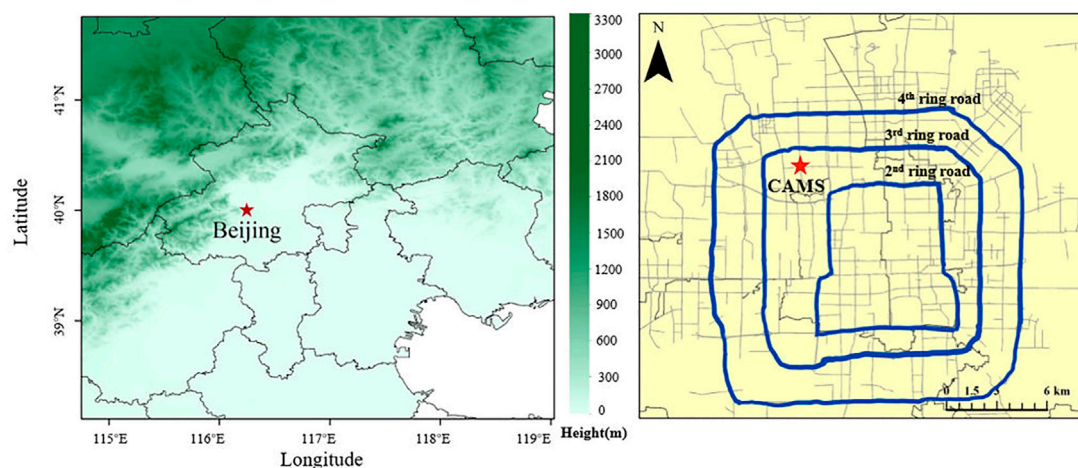 41°N
40°N
39°N
Latitude
Beijing
115°E 116°E 117°E 118°E 119°E
Longitude
3300
3000
2700
2400
2100
1800
1500
1200
900
600
300
0
Height(m)
N
4th ring road
3rd ring road
2nd ring road
CAMS
0 1.5 3 6 km